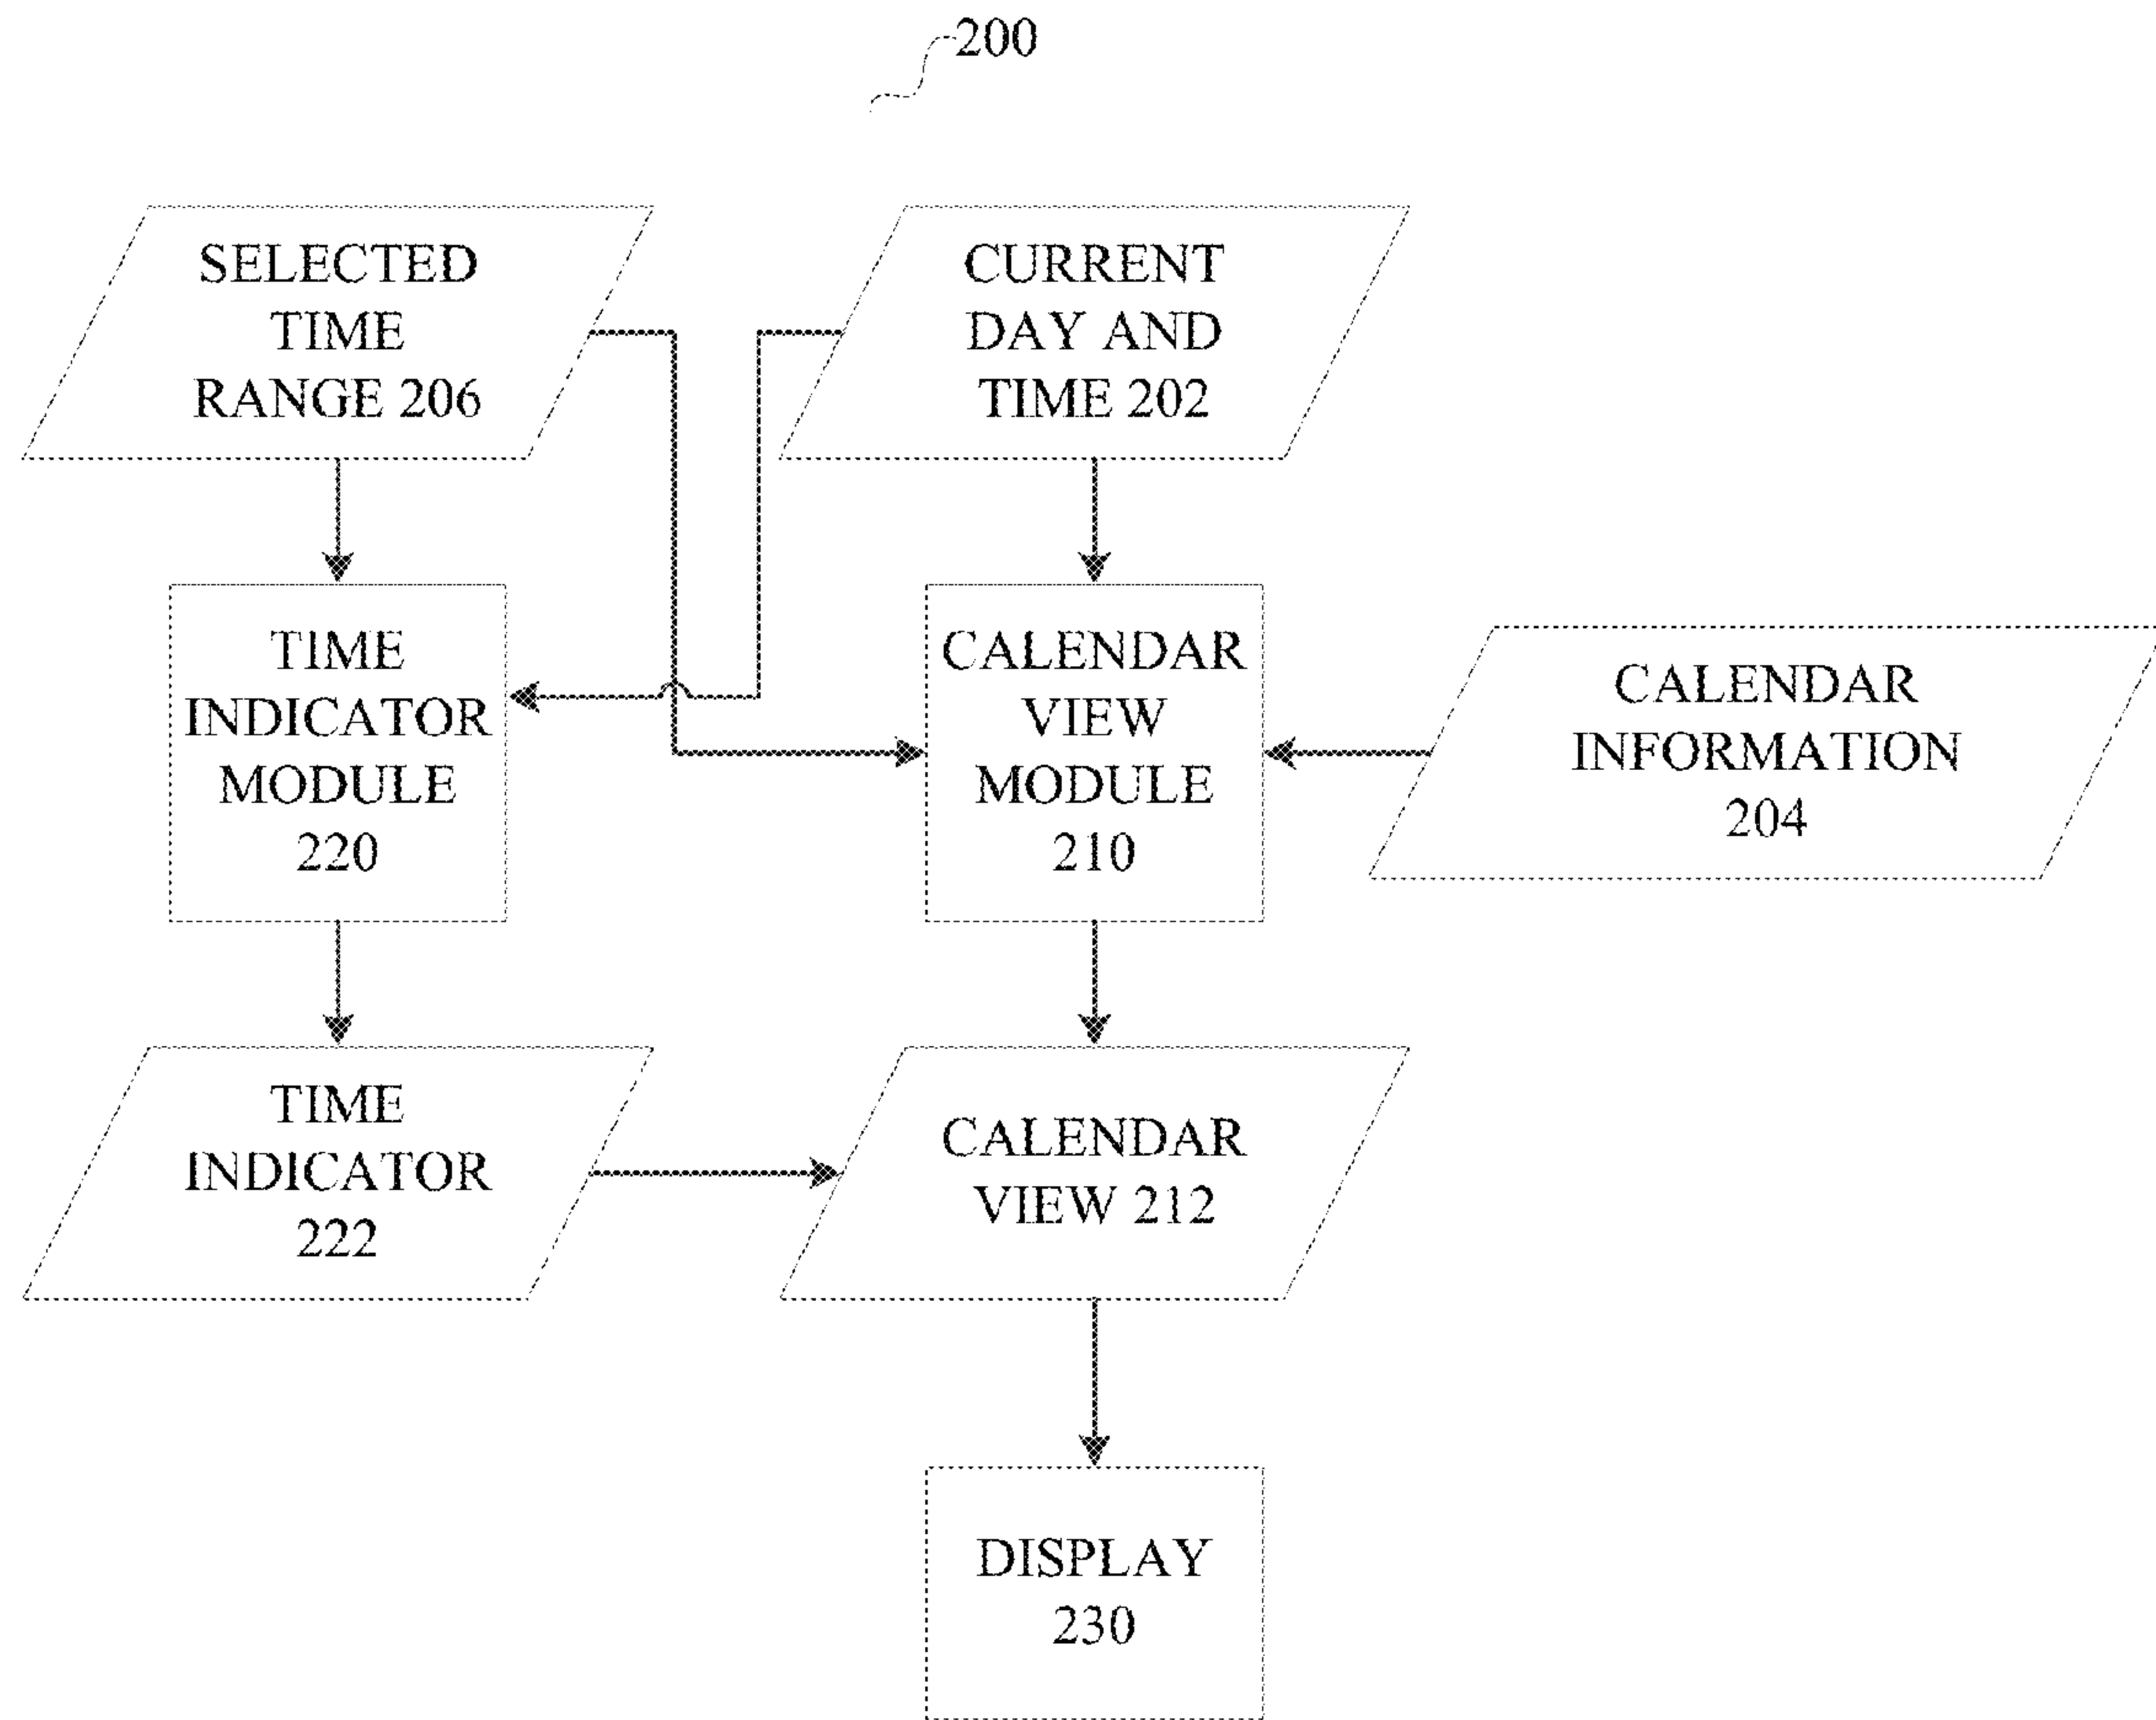 200
SELECTED
TIME
RANGE 206
CURRENT
DAY AND
TIME 202
TIME
INDICATOR
MODULE
220
CALENDAR
VIEW
MODULE
210
CALENDAR
INFORMATION
204
TIME
INDICATOR
222
CALENDAR
VIEW 212
DISPLAY
230